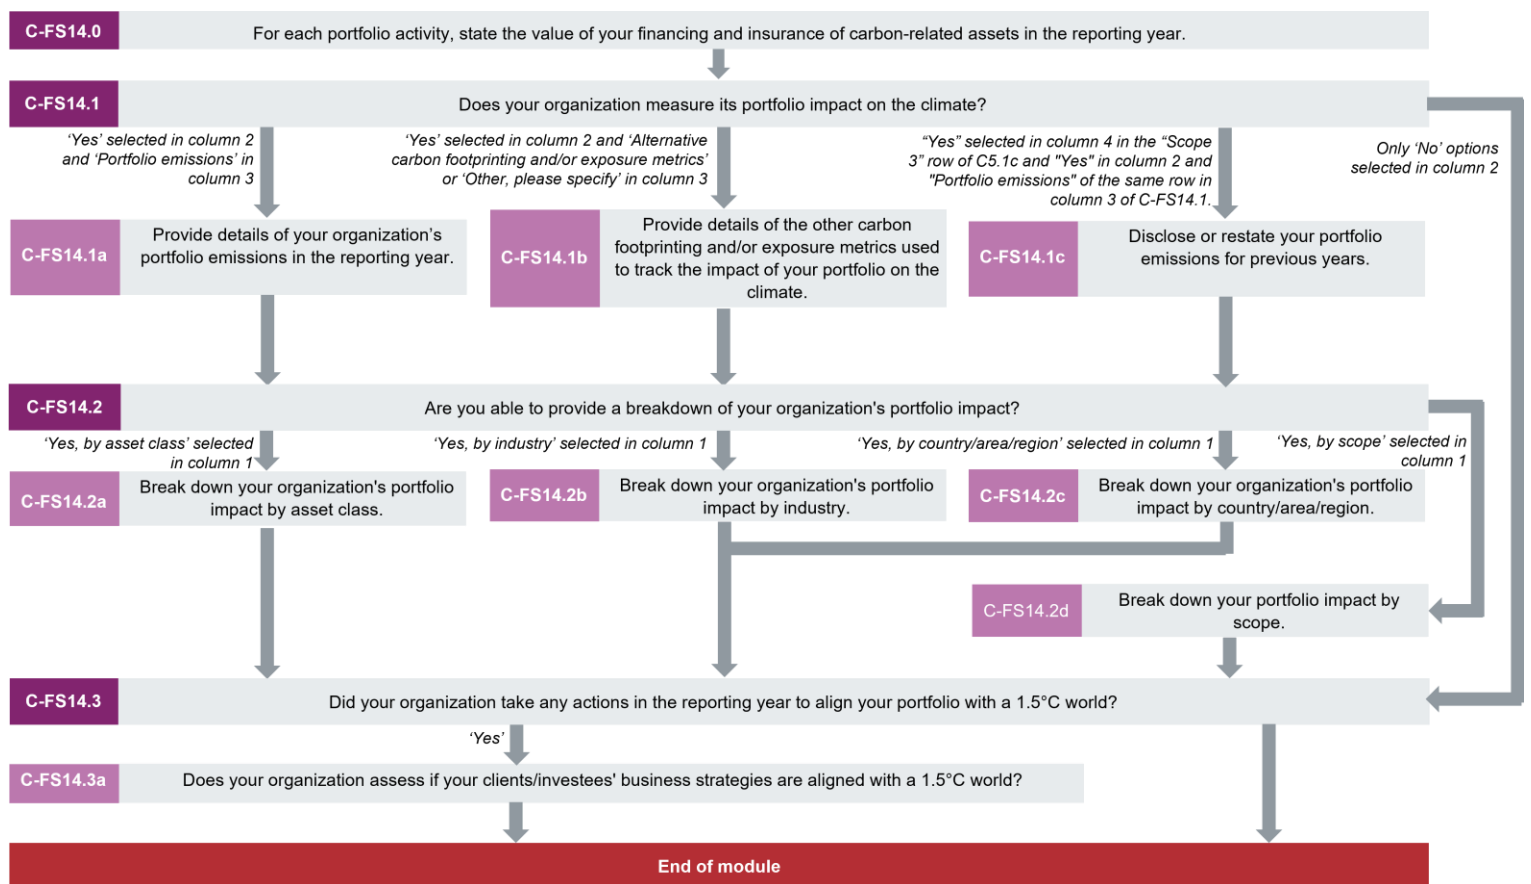 C-FS14.0
For each portfolio activity, state the value of your financing and insurance of carbon-related assets in the reporting year.
C-FS14.1
Does your organization measure its portfolio impact on the climate?
‘Yes’ selected in column 2
and ‘Portfolio emissions’ in
column 3
‘Yes’ selected in column 2 and ‘Alternative
carbon footprinting and/or exposure metrics’
or ‘Other, please specify’ in column 3
“Yes” selected in column 4 in the “Scope
3” row of C5.1c and "Yes" in column 2 and
"Portfolio emissions" of the same row in
column 3 of C-FS14.1.
Only ‘No’ options
selected in column 2
C-FS14.1a
Provide details of your organization’s
portfolio emissions in the reporting year.
C-FS14.1b
Provide details of the other carbon
footprinting and/or exposure metrics used
to track the impact of your portfolio on the
climate.
C-FS14.1c
Disclose or restate your portfolio
emissions for previous years.
C-FS14.2
Are you able to provide a breakdown of your organization's portfolio impact?
‘Yes, by asset class’ selected
in column 1
‘Yes, by industry’ selected in column 1
‘Yes, by country/area/region’ selected in column 1
‘Yes, by scope’ selected in
column 1
C-FS14.2a
Break down your organization's portfolio
impact by asset class.
C-FS14.2b
Break down your organization's portfolio
impact by industry.
C-FS14.2c
Break down your organization's portfolio
impact by country/area/region.
C-FS14.2d
Break down your portfolio impact by
scope.
C-FS14.3
Did your organization take any actions in the reporting year to align your portfolio with a 1.5°C world?
‘Yes’
C-FS14.3a
Does your organization assess if your clients/investees' business strategies are aligned with a 1.5°C world?
End of module